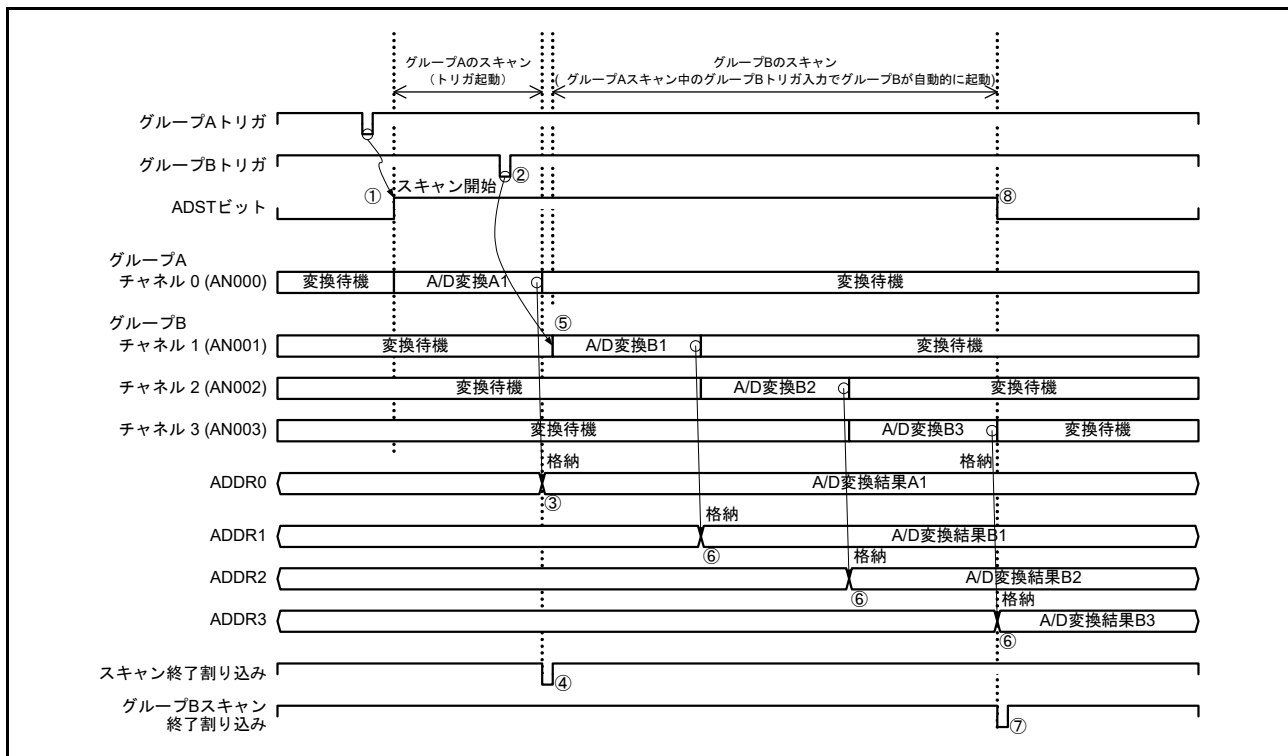 グループAのスキャン
(トリガ起動)
グループBのスキャン
( グループAスキャン中のグループBトリガ入力でグループBが自動的に起動)
グループAトリガ
グループBトリガ
②
① スキャン開始 ⑧
ADSTビット
グループA
チャネル 0 (AN000) 変換待機 A/D変換A1 変換待機
グループB
⑤
チャネル 1 (AN001) 変換待機 A/D変換B1 変換待機
チャネル 2 (AN002) 変換待機 A/D変換B2 変換待機
チャネル 3 (AN003) 変換待機 A/D変換B3 変換待機
格納 格納
ADDR0 A/D変換結果A1
③
格納
ADDR1 A/D変換結果B1
⑥ 格納
ADDR2 A/D変換結果B2
⑥ 格納
ADDR3 A/D変換結果B3
⑥
スキャン終了割り込み
④
グループBスキャン
終了割り込み
⑦